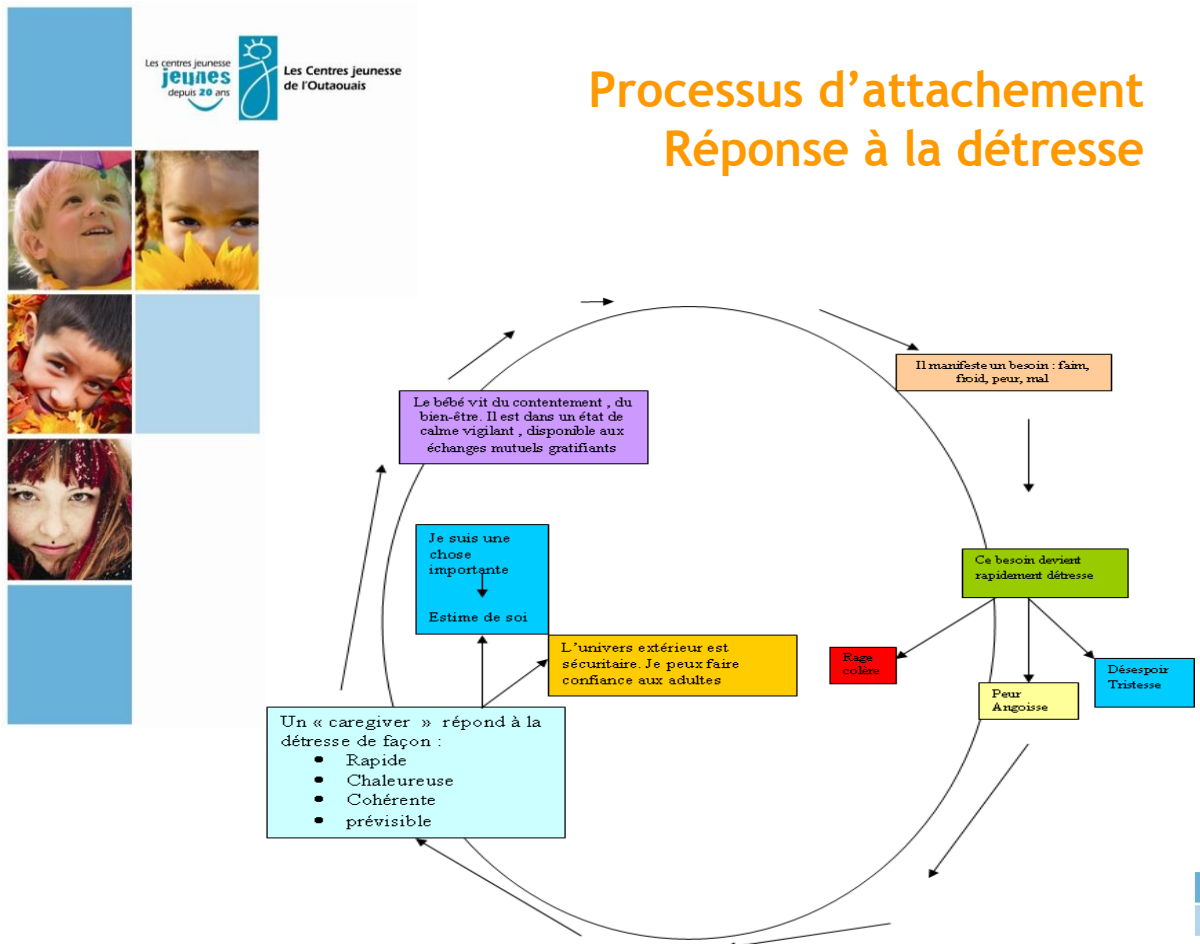 Les centres jeunesse
jeunes
depuis 20 ans
Les Centres jeunesse
de l'Outaouais
Processus d'attachement
Réponse à la détresse
Il manifeste un besoin : faim,
froid, peur, mal
Le bébé vit du contentement , du
bien-être. Il est dans un état de
calme vigilant , disponible aux
échanges mutuels gratifiants
Je suis une
chose
importante
Estime de soi
Ce besoin devient
rapidement détresse
L'univers extérieur est
sécuritaire. Je peux faire
confiance aux adultes
Rage
colère
Peur
Angoisse
Désespoir
Tristesse
Un « caregiver » répond à la
détresse de façon :
• Rapide
• Chaleureuse
• Cohérente
• prévisible